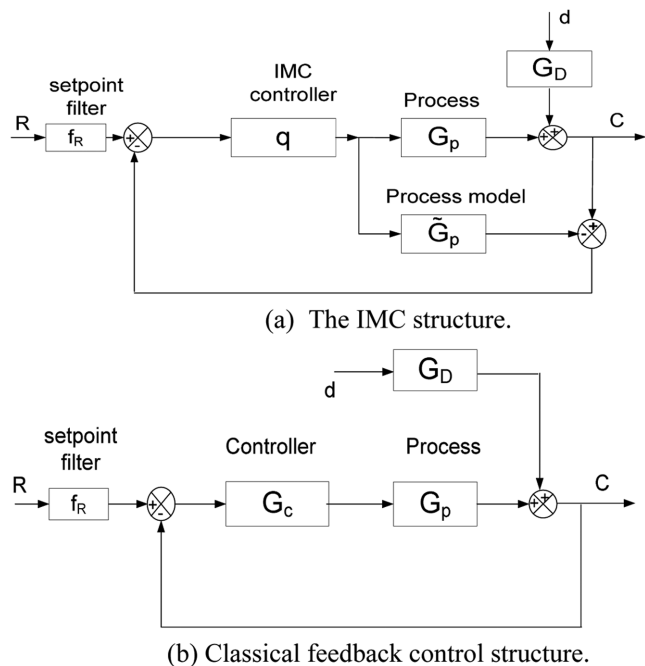 d
G_D
setpoint
filter
IMC
controller
Process
R
f_R
+
-
q
G_p
+
+
C
Process model
G̃_p
-
+
(a) The IMC structure.
d
G_D
setpoint
filter
Controller
Process
R
f_R
+
-
G_c
G_p
+
+
C
(b) Classical feedback control structure.